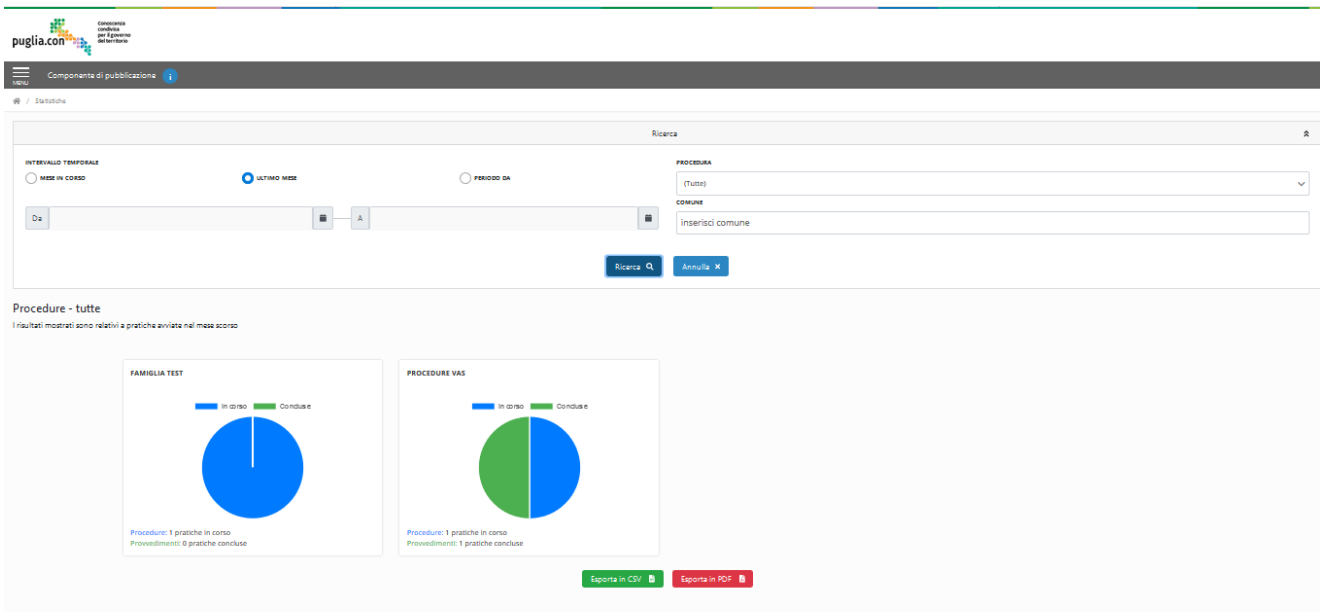 puglia.con
Conoscenza
condivisa
per il governo
del territorio
MENU
Componente di pubblicazione i
/ Statistiche
Ricerca
INTERVALLO TEMPORALE
MESE IN CORSO
ULTIMO MESE
PERIODO DA
PROCEDURA
(Tutte)
COMUNE
Da
A
inserisci comune
Ricerca
Annulla
Procedure - tutte
I risultati mostrati sono relativi a pratiche avviate nel mese scorso
FAMIGLIA TEST
In corso Concluse
Procedure: 1 pratiche in corso
Provvedimenti: 0 pratiche concluse
PROCEDURE VAS
In corso Concluse
Procedure: 1 pratiche in corso
Provvedimenti: 1 pratiche concluse
Esporta in CSV
Esporta in PDF